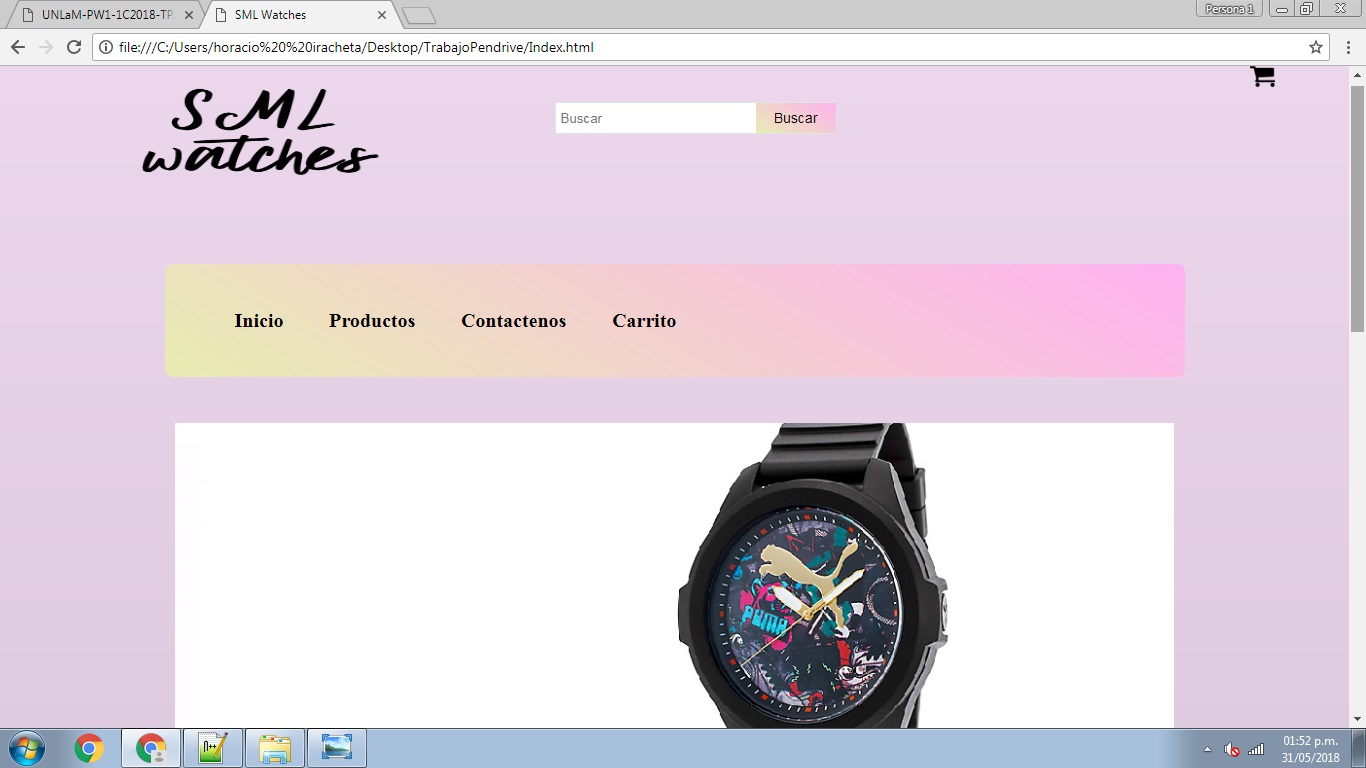 UNLaM-PW1-1C2018-TP
SML Watches
Persona 1
file:///C:/Users/horacio%20%20iracheta/Desktop/TrabajoPendrive/Index.html
SML
watches
Buscar
Buscar
Inicio
Productos
Contactenos
Carrito
PUMA
01:52 p.m.
31/05/2018